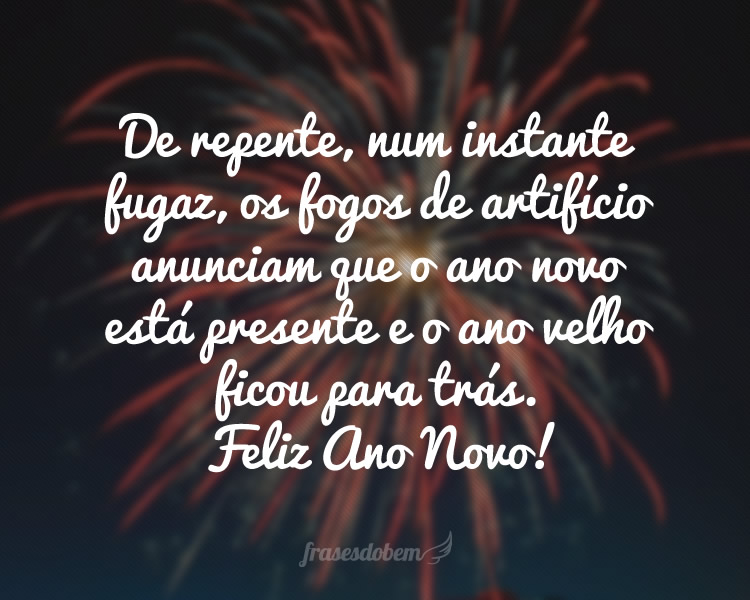 De repente, num instante
fugaz, os fogos de artifício
anunciam que o ano novo
está presente e o ano velho
ficou para trás.
Feliz Ano Novo!
frasesdobem